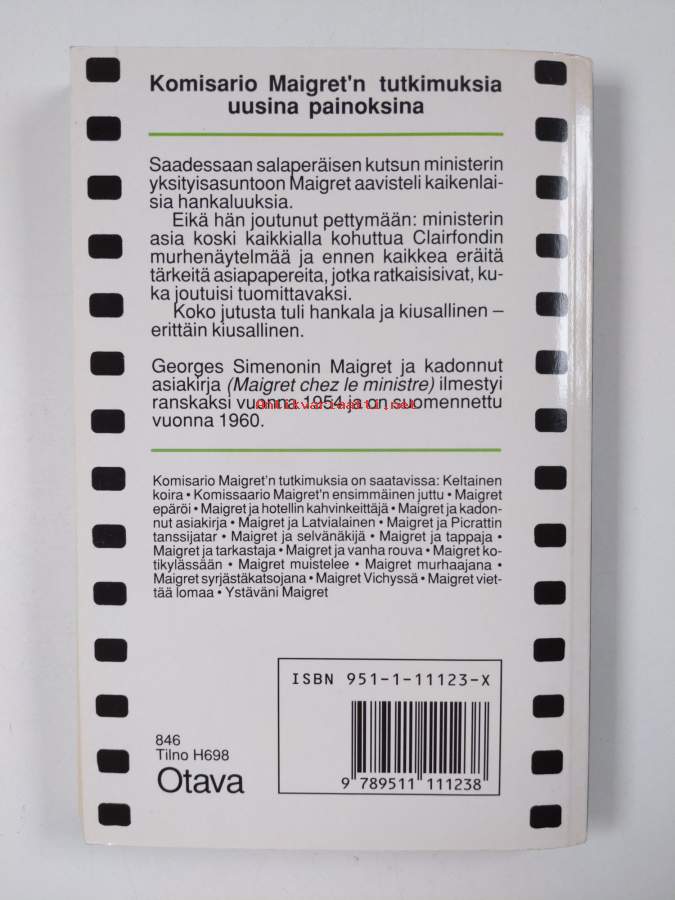 Komisario Maigret'n tutkimuksia
uusina painoksina
Saadessaan salaperäisen kutsun ministerin
yksityisasuntoon Maigret aavisteli kaikenlai-
sia hankaluuksia.
Eikä hän joutunut pettymään: ministerin
asia koski kaikkialla kohuttua Clairfondin
murhenäytelmää ja ennen kaikkea eräitä
tärkeitä asiapapereita, jotka ratkaisisivat, ku-
ka joutuisi tuomittavaksi.
Koko jutusta tuli hankala ja kiusallinen –
erittäin kiusallinen.
Georges Simenonin Maigret ja kadonnut
asiakirja (Maigret chez le ministre) ilmestyi
ranskaksi vuonna 1954 ja on suomennettu
vuonna 1960.
Antikvariaatti.net
Komisario Maigret'n tutkimuksia on saatavissa: Keltainen
koira • Komissaario Maigret'n ensimmäinen juttu • Maigret
epäröi • Maigret ja hotellin kahvinkeittäjä • Maigret ja kadon-
nut asiakirja • Maigret ja Latvialainen • Maigret ja Picrattin
tanssijatar • Maigret ja selvänäkijä • Maigret ja tappaja •
Maigret ja tarkastaja • Maigret ja vanha rouva • Maigret ko-
tikylässään • Maigret muistelee • Maigret murhaajana •
Maigret syrjästäkatsojana • Maigret Vichyssä • Maigret viet-
tää lomaa • Ystäväni Maigret
ISBN 951-1-11123-X
846
Tilno H698
Otava
9 789511 111238